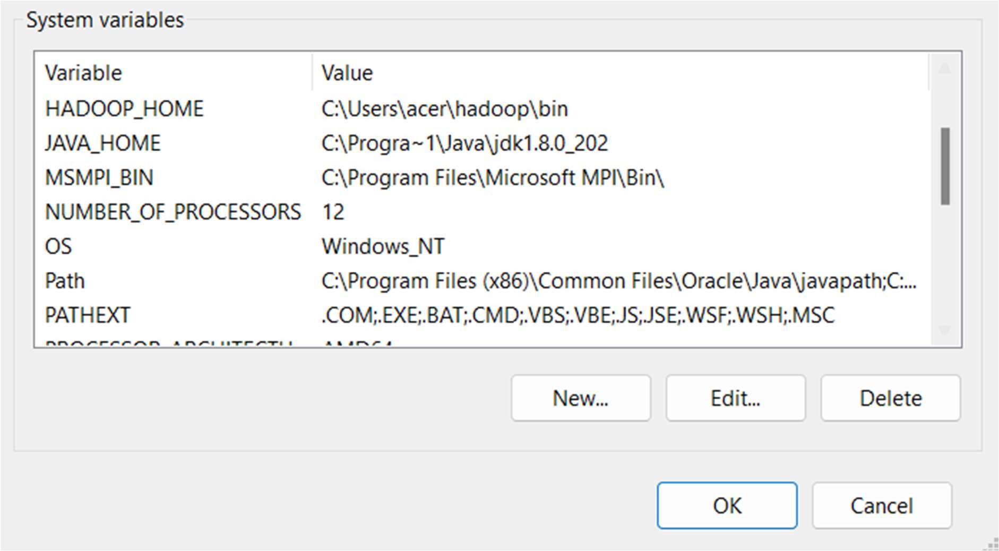 System variables
Variable Value
HADOOP_HOME C:\Users\acer\hadoop\bin
JAVA_HOME C:\Progra~1\Java\jdk1.8.0_202
MSMPI_BIN C:\Program Files\Microsoft MPI\Bin\
NUMBER_OF_PROCESSORS 12
OS Windows_NT
Path C:\Program Files (x86)\Common Files\Oracle\Java\javapath;C:...
PATHEXT .COM;.EXE;.BAT;.CMD;.VBS;.VBE;.JS;.JSE;.WSF;.WSH;.MSC
PROCESSOR_ARCHITECTU... AMD64
New... Edit... Delete
OK Cancel